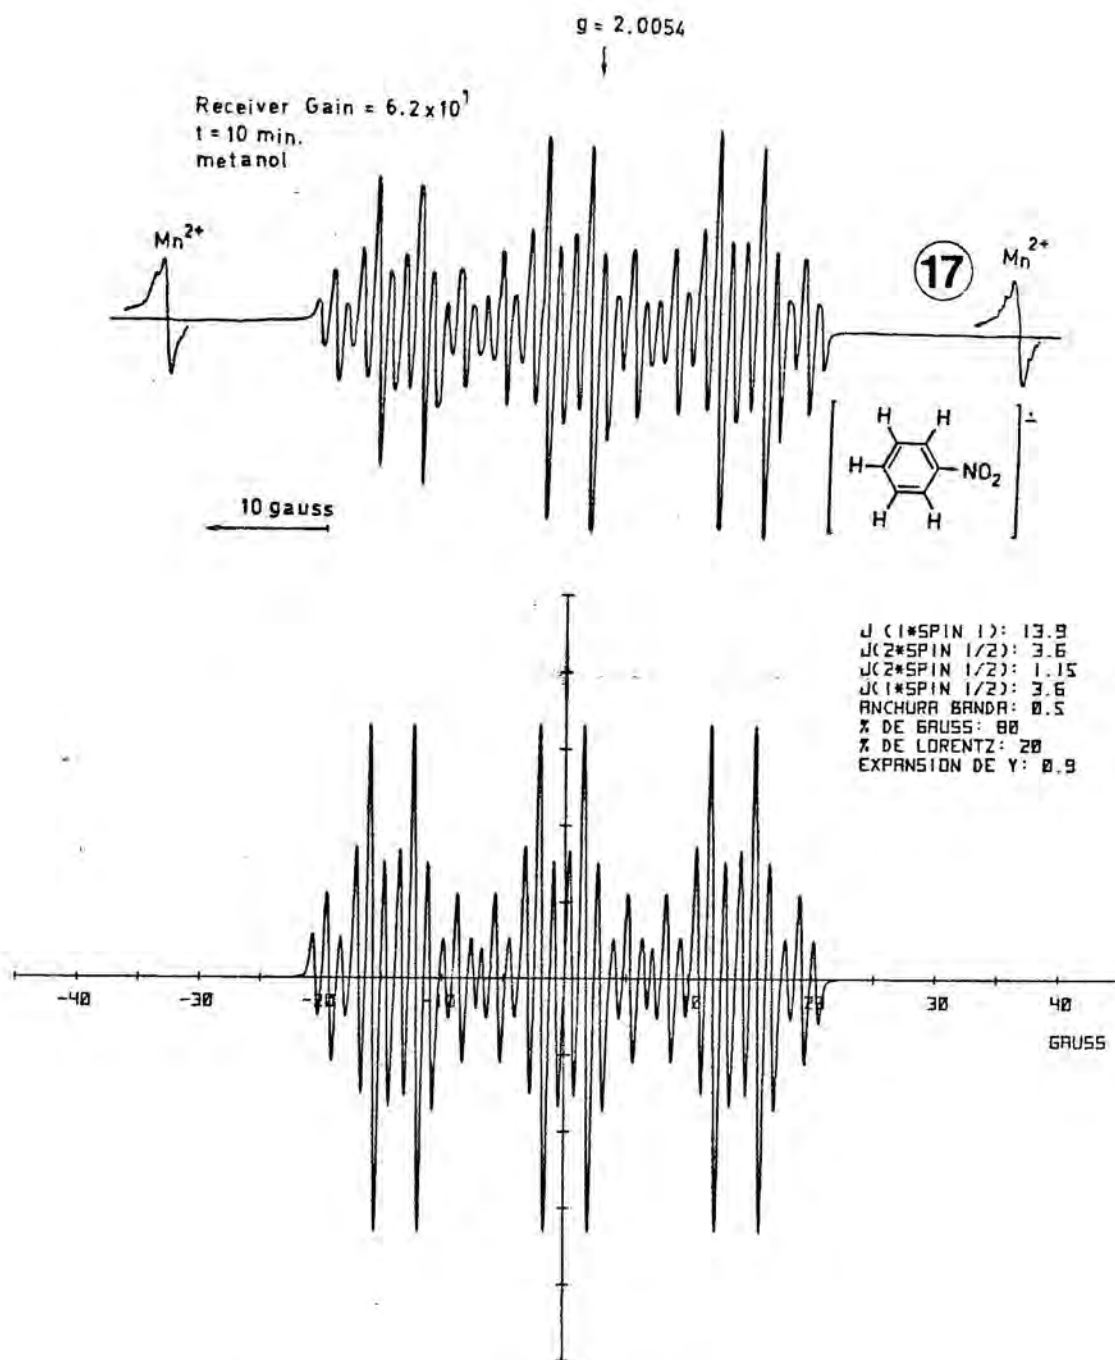 g = 2.0054
Receiver Gain = 6.2x10¹
t = 10 min.
metanol
Mn²⁺
17
Mn²⁺
H H
H NO₂
H H
10 gauss
J (1*SPIN 1): 13.9
J(2*SPIN 1/2): 3.6
J(2*SPIN 1/2): 1.15
J(1*SPIN 1/2): 3.6
ANCHURA BANDA: 0.5
% DE GAUSS: 80
% DE LORENTZ: 20
EXPANSION DE Y: 0.9
-40 -30 -20 -10 10 20 30 40
GAUSS